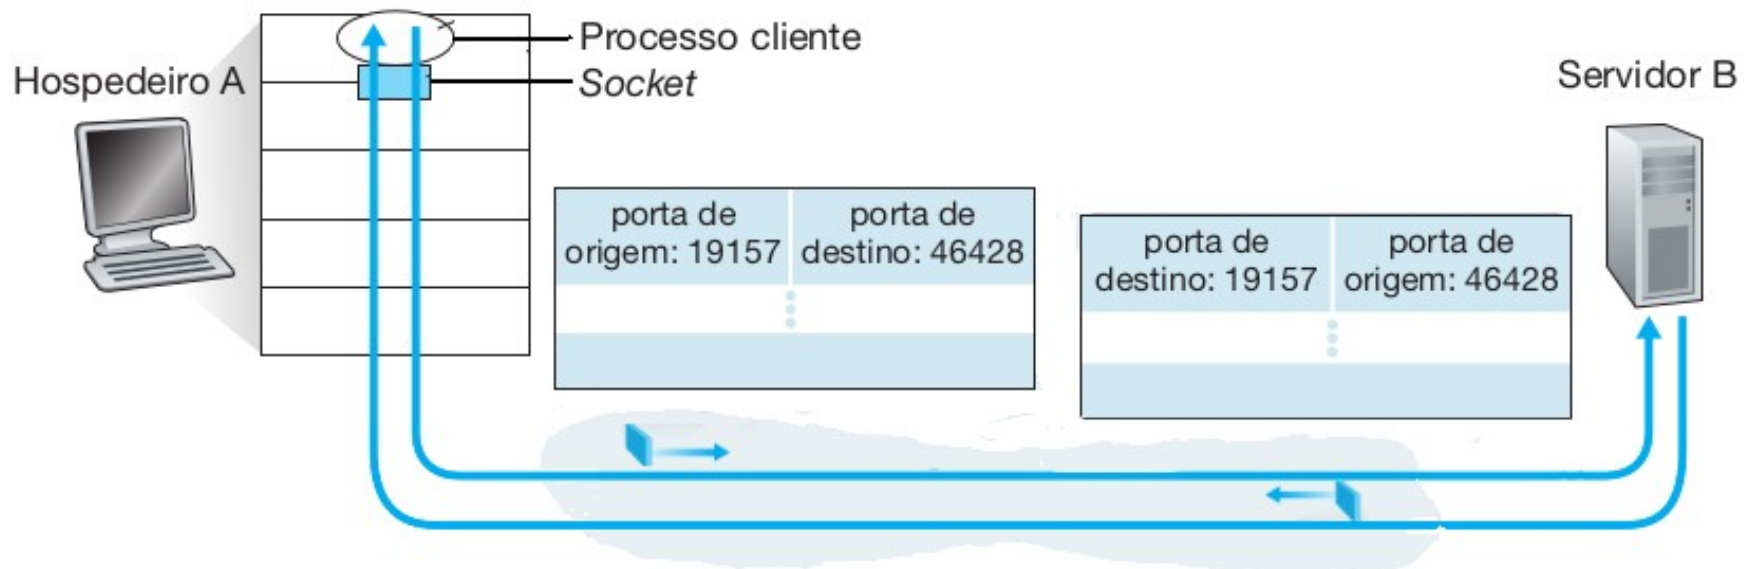 Processo cliente
Hospedeiro A
Socket
Servidor B
porta de
origem: 19157
porta de
destino: 46428
porta de
destino: 19157
porta de
origem: 46428